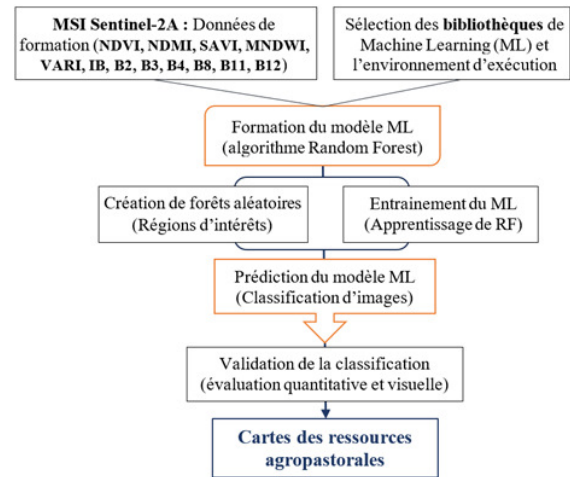 MSI Sentinel-2A : Données de
formation (NDVI, NDMI, SAVI, MNDWI,
VARI, IB, B2, B3, B4, B8, B11, B12)
Sélection des bibliothèques de
Machine Learning (ML) et
l'environnement d'exécution
Formation du modèle ML
(algorithme Random Forest)
Création de forêts aléatoires
(Régions d'intérêts)
Entrainement du ML
(Apprentissage de RF)
Prédiction du modèle ML
(Classification d'images)
Validation de la classification
(évaluation quantitative et visuelle)
Cartes des ressources
agropastorales